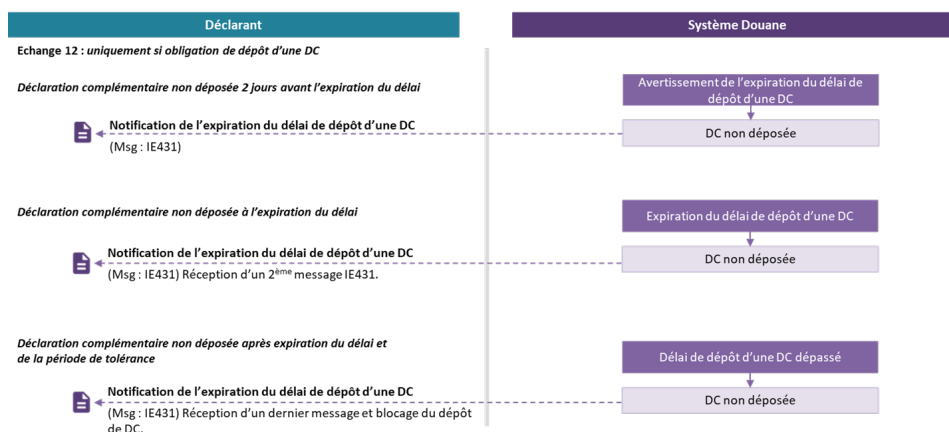 Déclarant
Système Douane
Echange 12 : uniquement si obligation de dépôt d'une DC
Déclaration complémentaire non déposée 2 jours avant l'expiration du délai
Avertissement de l'expiration du délai de
dépôt d'une DC
Notification de l'expiration du délai de dépôt d'une DC
(Msg : IE431)
DC non déposée
Déclaration complémentaire non déposée à l'expiration du délai
Expiration du délai de dépôt d'une DC
Notification de l'expiration du délai de dépôt d'une DC
(Msg : IE431) Réception d'un 2ème message IE431.
DC non déposée
Déclaration complémentaire non déposée après expiration du délai et
de la période de tolérance
Délai de dépôt d'une DC dépassé
Notification de l'expiration du délai de dépôt d'une DC
(Msg : IE431) Réception d'un dernier message et blocage du dépôt
de DC.
DC non déposée